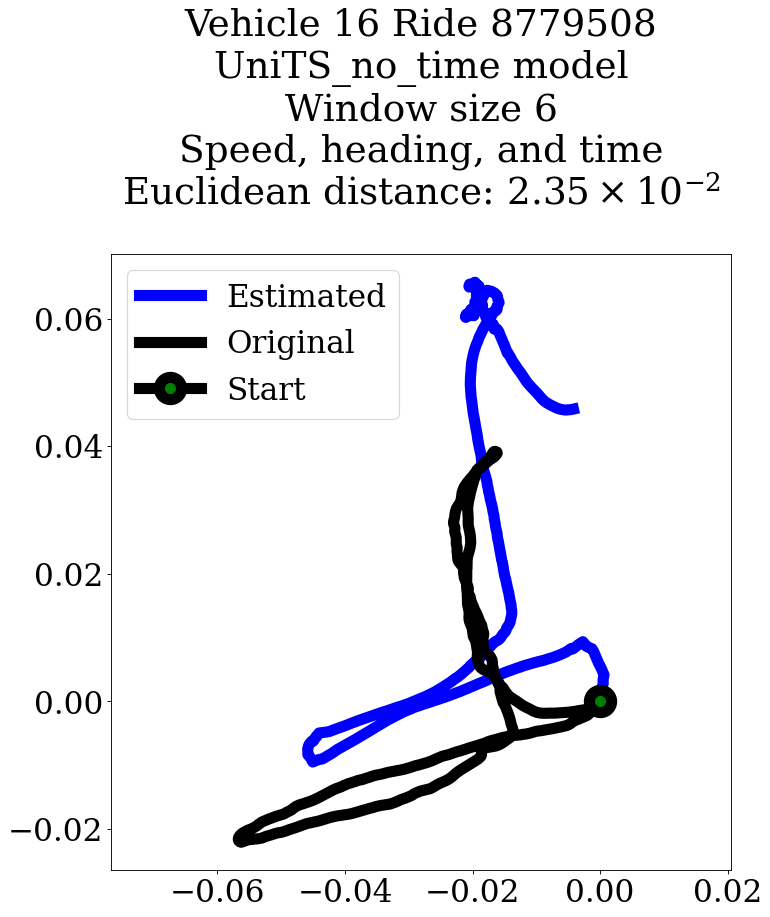 Vehicle 16 Ride 8779508
UniTS_no_time model
Window size 6
Speed, heading, and time
Euclidean distance: 2.35 × 10⁻²
Estimated
Original
Start
0.06
0.04
0.02
0.00
−0.02
−0.06 −0.04 −0.02 0.00 0.02